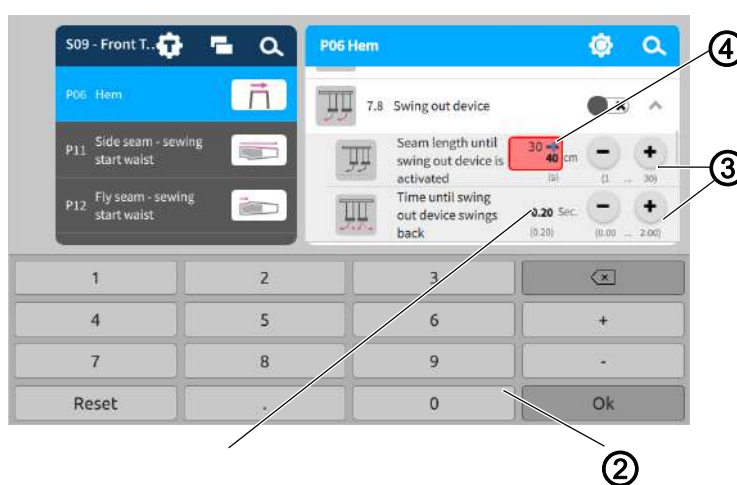 S09 - Front T..
P06 Hem
P06 Hem
P11 Side seam - sewing
start waist
P12 Fly seam - sewing
start waist
7.8 Swing out device
Seam length until
swing out device is
activated
30
40 cm
(5)
(1 ... 30)
Time until swing
out device swings
back
0.20 Sec.
(0.20)
(0.00 ... 2.00)
1 2 3
4 5 6 +
7 8 9 -
Reset . 0 Ok
④
③
②